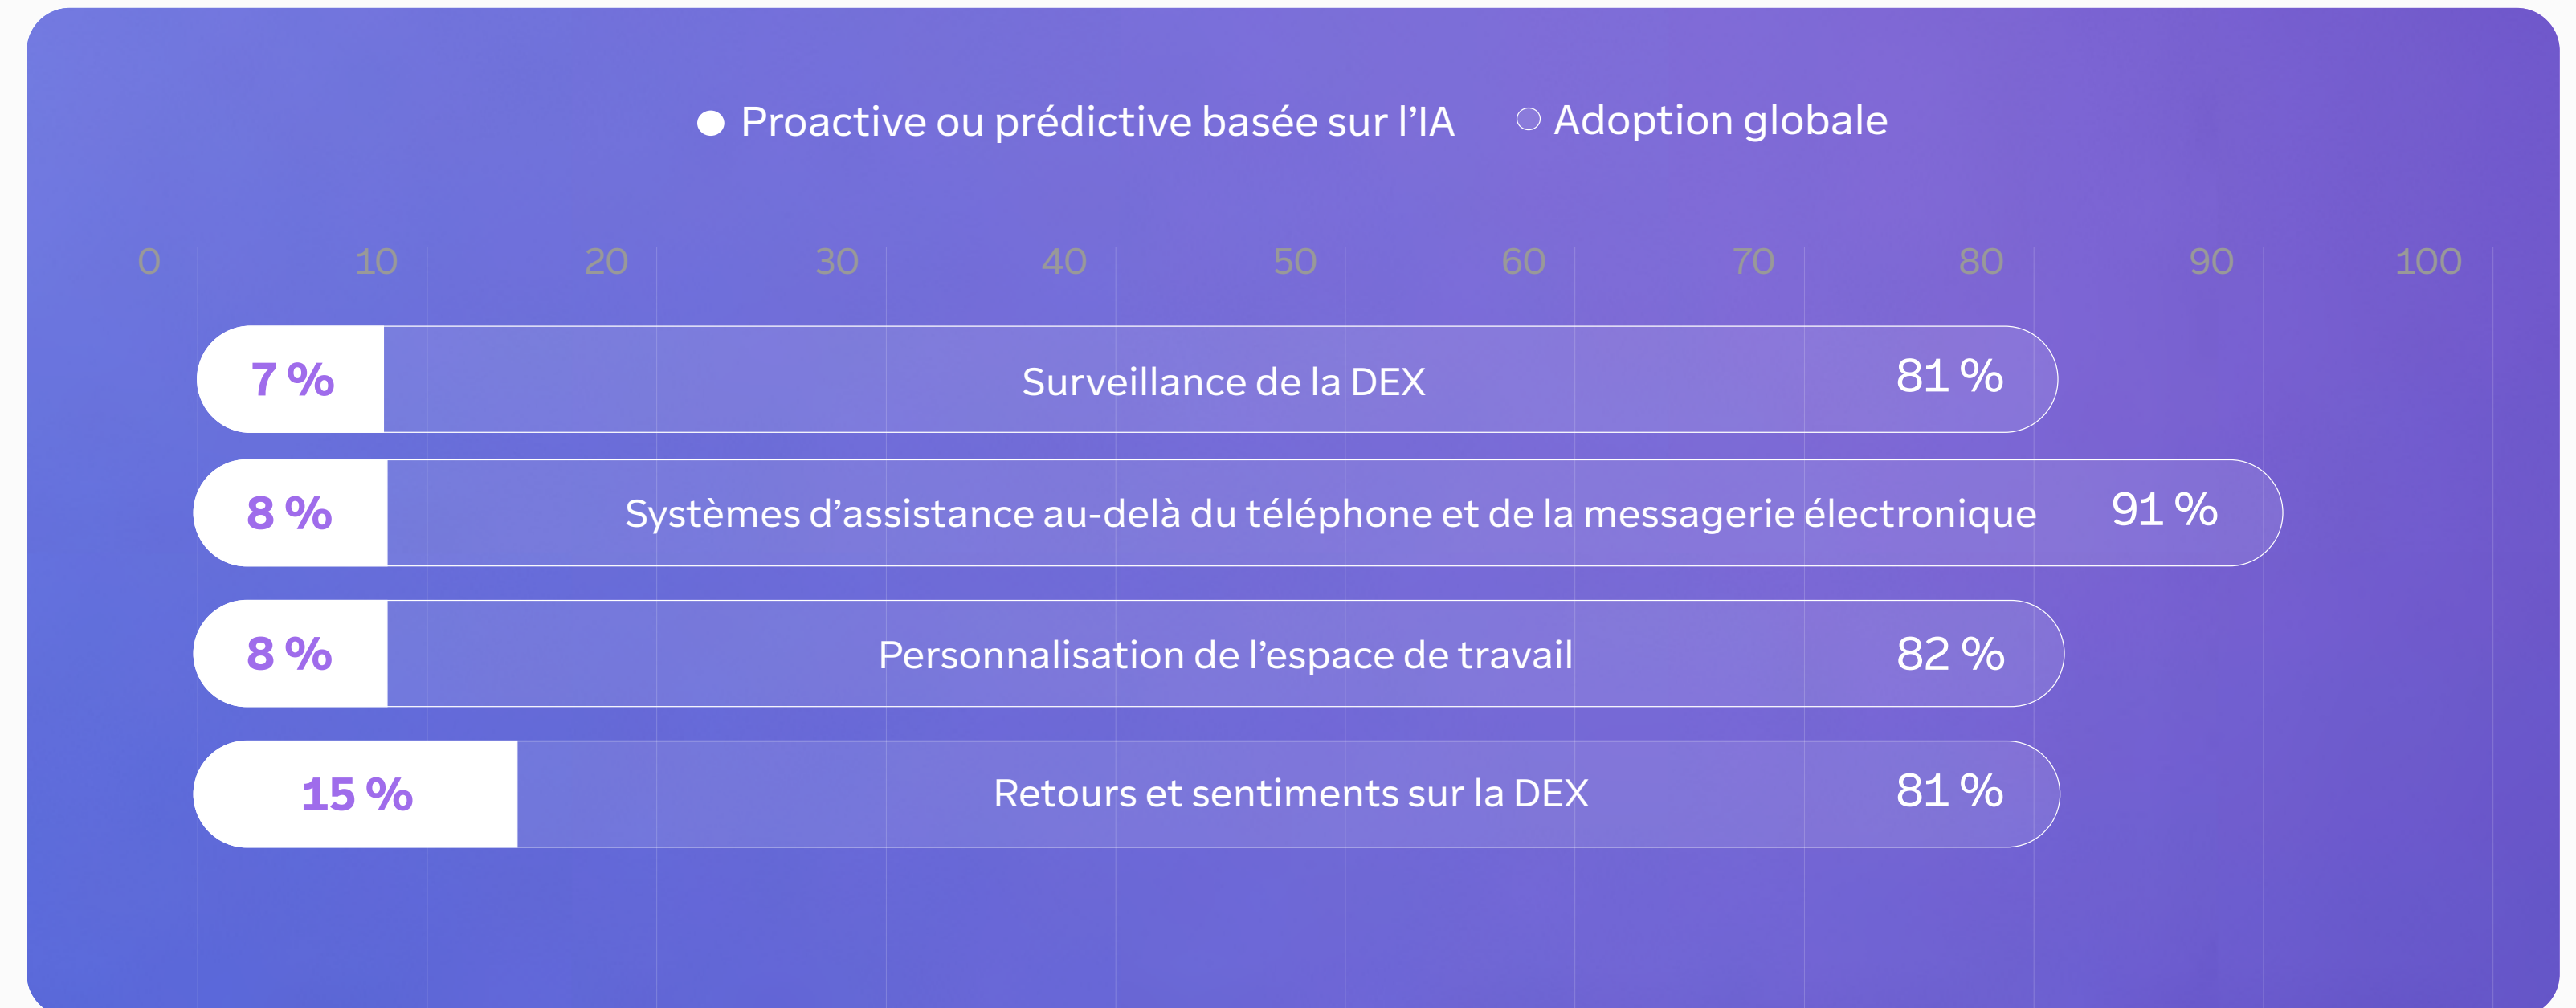 Proactive ou prédictive basée sur l’IA Adoption globale
0 10 20 30 40 50 60 70 80 90 100
7 % Surveillance de la DEX 81 %
8 % Systèmes d’assistance au-delà du téléphone et de la messagerie électronique 91 %
8 % Personnalisation de l’espace de travail 82 %
15 % Retours et sentiments sur la DEX 81 %